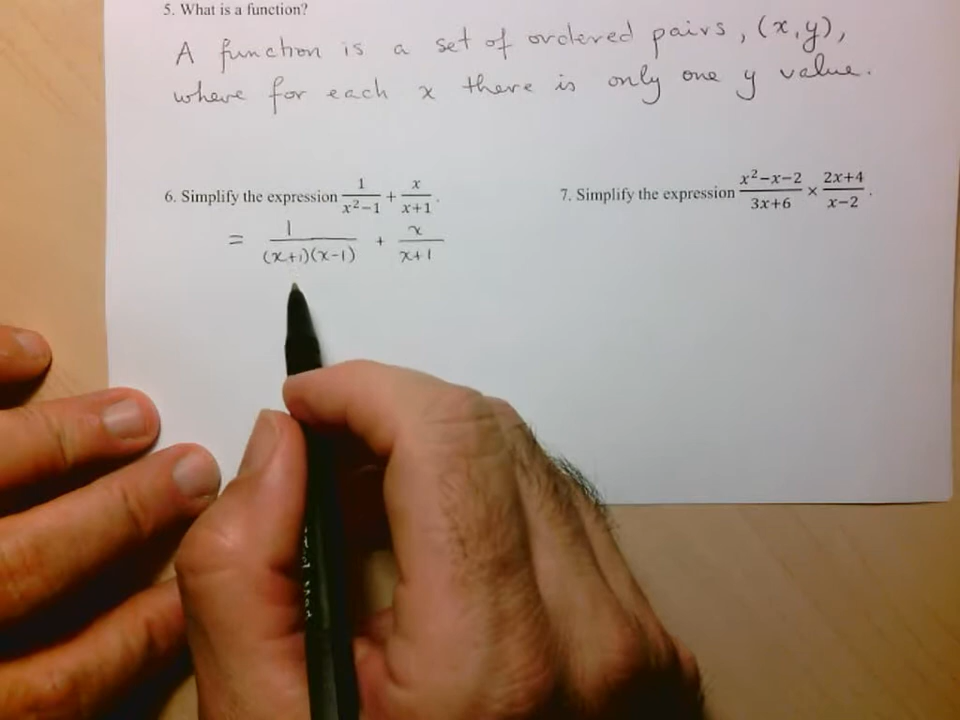 5. What is a function?
A function is a set of ordered pairs, (x,y),
where for each x there is only one y value.
6. Simplify the expression 1/(x²−1) + x/(x+1).
= 1/((x+1)(x−1)) + x/(x+1)
7. Simplify the expression (x²−x−2)/(3x+6) × (2x+4)/(x−2).